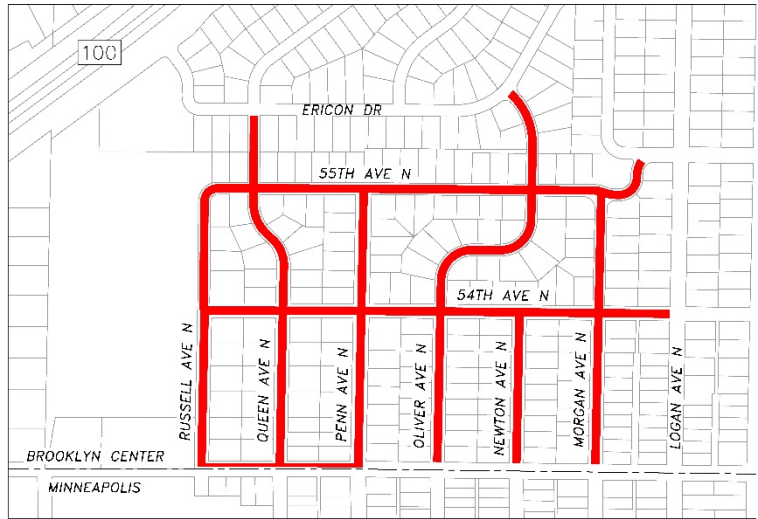 100
ERICON DR
55TH AVE N
54TH AVE N
RUSSELL AVE N
QUEEN AVE N
PENN AVE N
OLIVER AVE N
NEWTON AVE N
MORGAN AVE N
LOGAN AVE N
BROOKLYN CENTER
MINNEAPOLIS